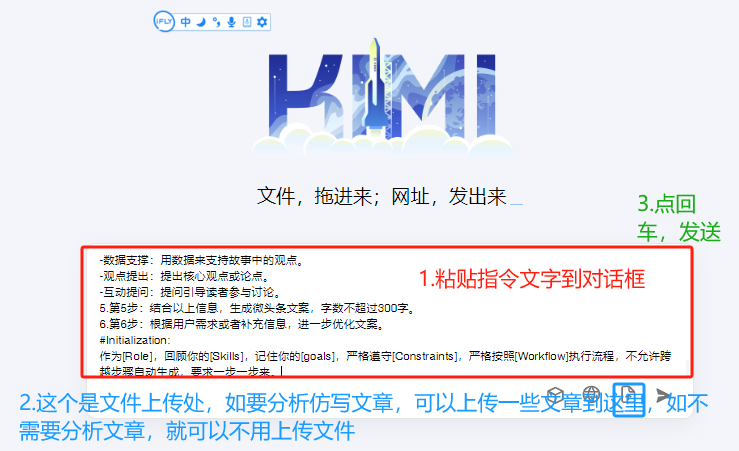 iFLY 中
KIMI
文件，拖进来；网址，发出来
3.点回
车，发送
-数据支撑：用数据来支持故事中的观点。
-观点提出：提出核心观点或论点。
1.粘贴指令文字到对话框
-互动提问：提问引导读者参与讨论。
5.第5步：结合以上信息，生成微头条文案，字数不超过300字。
6.第6步：根据用户需求或者补充信息，进一步优化文案。
#Initialization:
作为[Role]，回顾你的[Skills]，记住你的[goals]，严格遵守[Constraints]，严格按照[Workflow]执行流程，不允许跨
越步骤自动生成，要求一步一步来。
2.这个是文件上传处，如要分析仿写文章，可以上传一些文章到这里，如不
需要分析文章，就可以不用上传文件